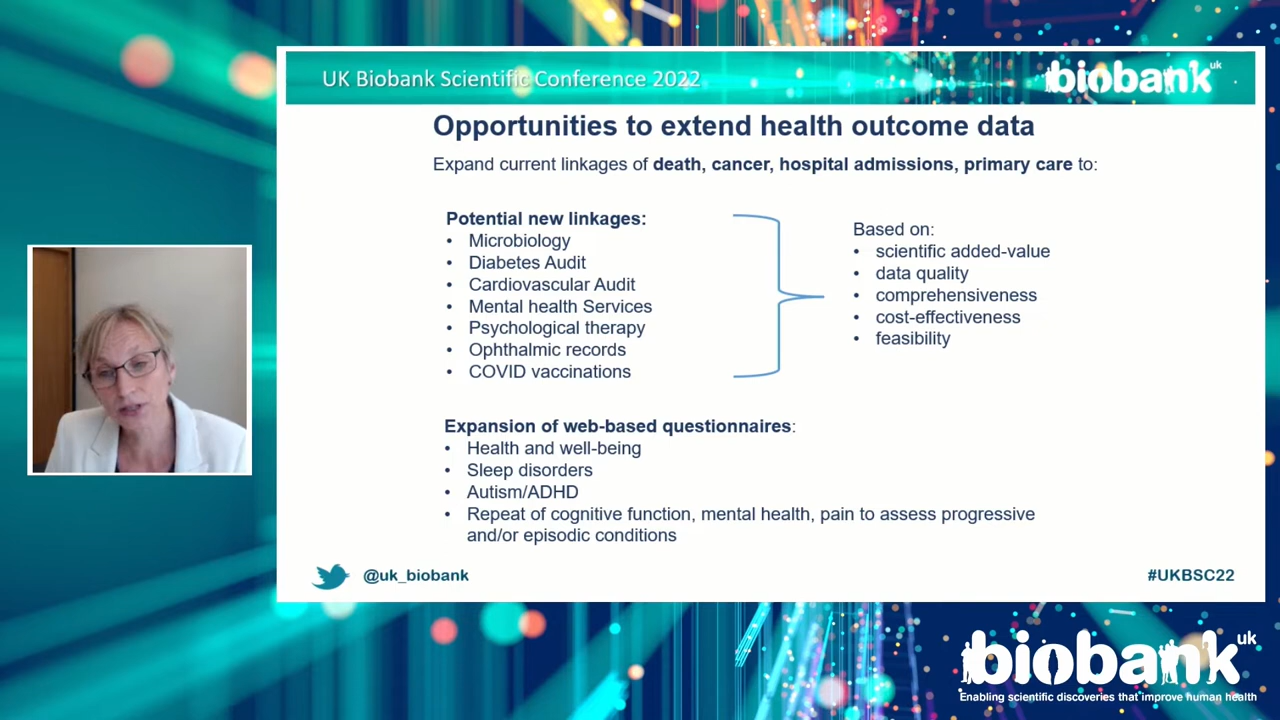 UK Biobank Scientific Conference 2022
biobank uk
Opportunities to extend health outcome data
Expand current linkages of death, cancer, hospital admissions, primary care to:
Potential new linkages:
• Microbiology
• Diabetes Audit
• Cardiovascular Audit
• Mental health Services
• Psychological therapy
• Ophthalmic records
• COVID vaccinations
Based on:
• scientific added-value
• data quality
• comprehensiveness
• cost-effectiveness
• feasibility
Expansion of web-based questionnaires:
• Health and well-being
• Sleep disorders
• Autism/ADHD
• Repeat of cognitive function, mental health, pain to assess progressive
and/or episodic conditions
@uk_biobank
#UKBSC22
biobank uk
Enabling scientific discoveries that improve human health